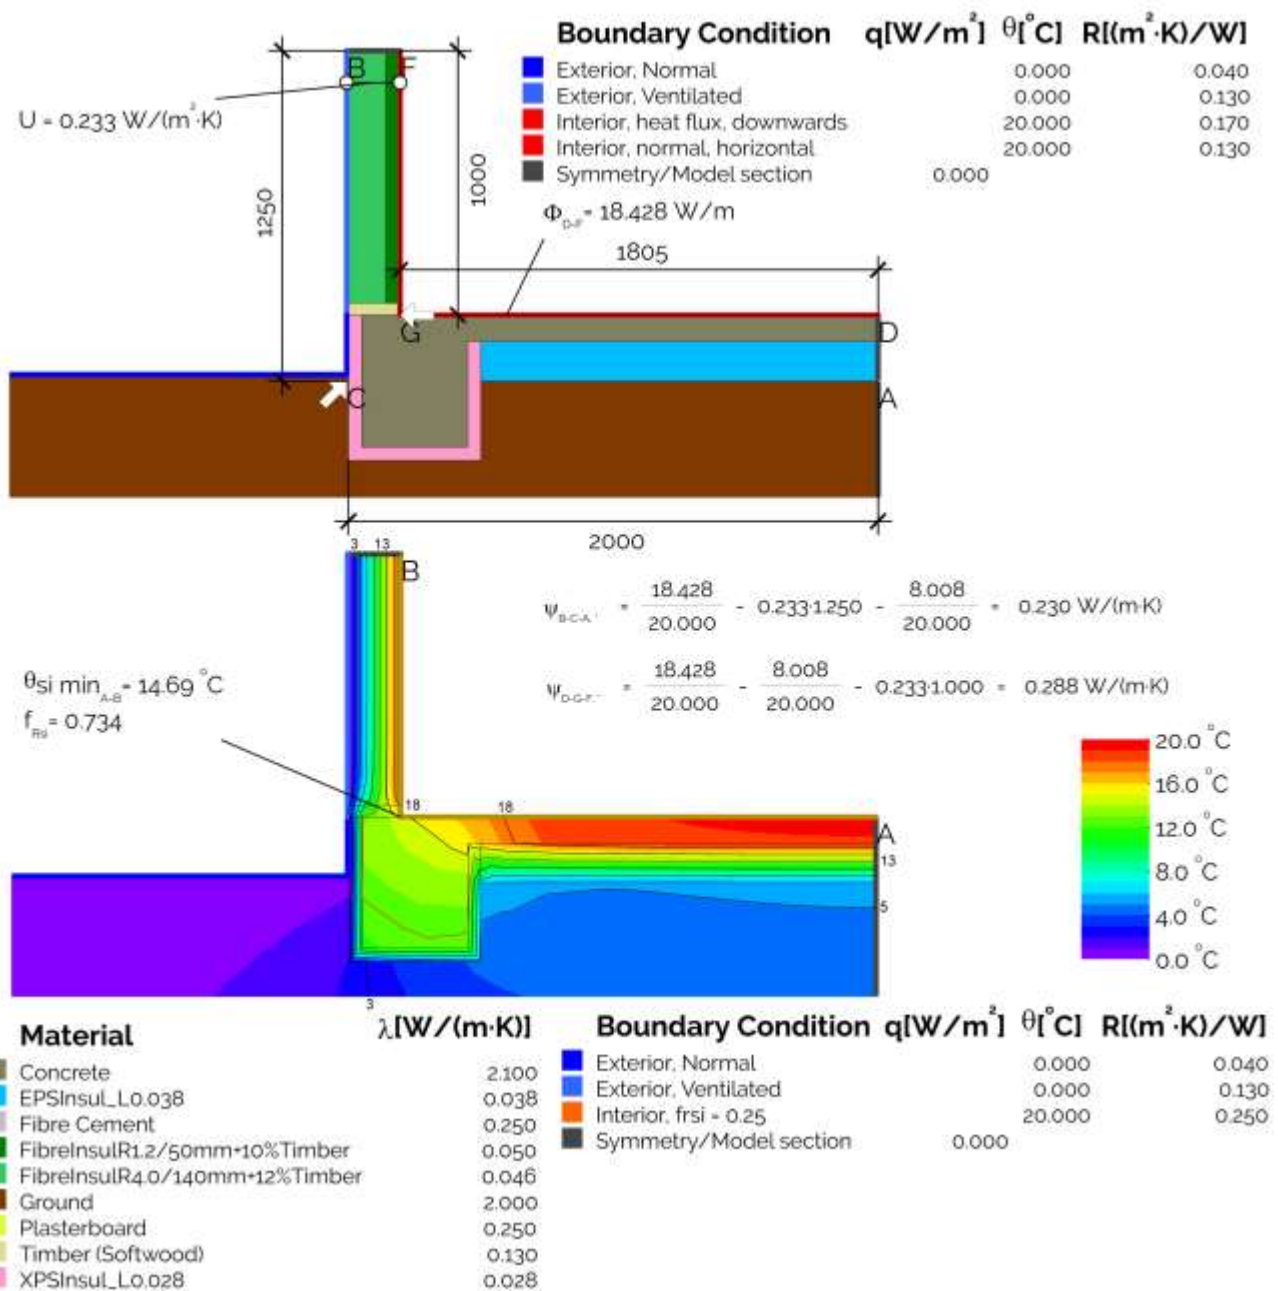 Boundary Condition q[W/m²] θ[°C] R[(m²·K)/W]
Exterior, Normal 0.000 0.040
Exterior, Ventilated 0.000 0.130
Interior, heat flux, downwards 20.000 0.170
Interior, normal, horizontal 20.000 0.130
Symmetry/Model section 0.000
B F
U = 0.233 W/(m²·K)
1250
1000
Φ D-F = 18.428 W/m
1805
G
D
C
A
2000
3 13
B
ψ B-C-A, = 18.428/20.000 - 0.233·1.250 - 8.008/20.000 = 0.230 W/(m·K)
ψ D-G-F, = 18.428/20.000 - 8.008/20.000 - 0.233·1.000 = 0.288 W/(m·K)
θsi min A-B = 14.69 °C
fRsi = 0.734
18
18
A
13
5
3
20.0 °C
16.0 °C
12.0 °C
8.0 °C
4.0 °C
0.0 °C
Material λ[W/(m·K)]
Concrete 2.100
EPSInsul_L0.038 0.038
Fibre Cement 0.250
FibreInsulR1.2/50mm+10%Timber 0.050
FibreInsulR4.0/140mm+12%Timber 0.046
Ground 2.000
Plasterboard 0.250
Timber (Softwood) 0.130
XPSInsul_L0.028 0.028
Boundary Condition q[W/m²] θ[°C] R[(m²·K)/W]
Exterior, Normal 0.000 0.040
Exterior, Ventilated 0.000 0.130
Interior, frsi = 0.25 20.000 0.250
Symmetry/Model section 0.000